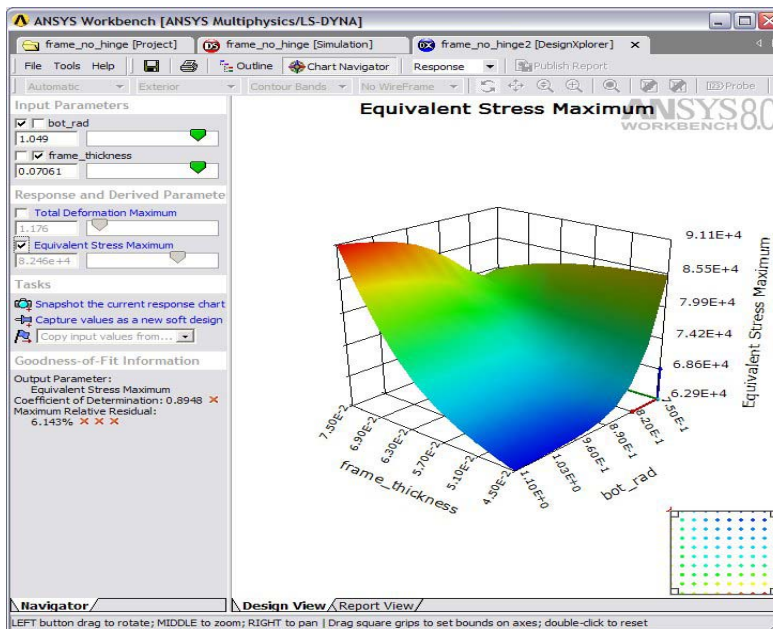 ANSYS Workbench [ANSYS Multiphysics/LS-DYNA]
frame_no_hinge [Project]
DS frame_no_hinge [Simulation]
DX frame_no_hinge2 [DesignXplorer] x
File Tools Help
Outline
Chart Navigator
Response
Publish Report
Automatic
Exterior
Contour Bands
No WireFrame
Probe
Input Parameters
bot_rad
1.049
frame_thickness
0.07061
Response and Derived Paramete
Total Deformation Maximum
1.176
Equivalent Stress Maximum
8.246e+4
Tasks
Snapshot the current response chart
Capture values as a new soft design
Copy input values from...
Goodness-of-Fit Information
Output Parameter:
Equivalent Stress Maximum
Coefficient of Determination: 0.8948
Maximum Relative Residual:
6.143%
Navigator
Equivalent Stress Maximum
ANSYS 8.0
WORKBENCH
9.11E+4
8.55E+4
7.99E+4
7.42E+4
6.86E+4
6.29E+4
Equivalent Stress Maximum
7.50E-2
6.90E-2
6.30E-2
5.70E-2
5.10E-2
4.50E-2
frame_thickness
1.10E+0
1.03E+0
9.60E-1
8.90E-1
8.20E-1
7.50E-1
bot_rad
Design View
Report View
LEFT button drag to rotate; MIDDLE to zoom; RIGHT to pan | Drag square grips to set bounds on axes; double-click to reset